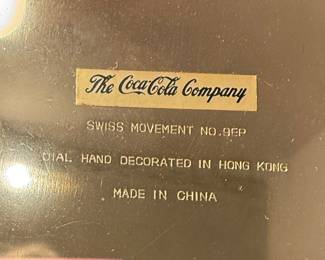 The Coca-Cola Company
SWISS MOVEMENT NO.9EP
DIAL HAND DECORATED IN HONG KONG
MADE IN CHINA